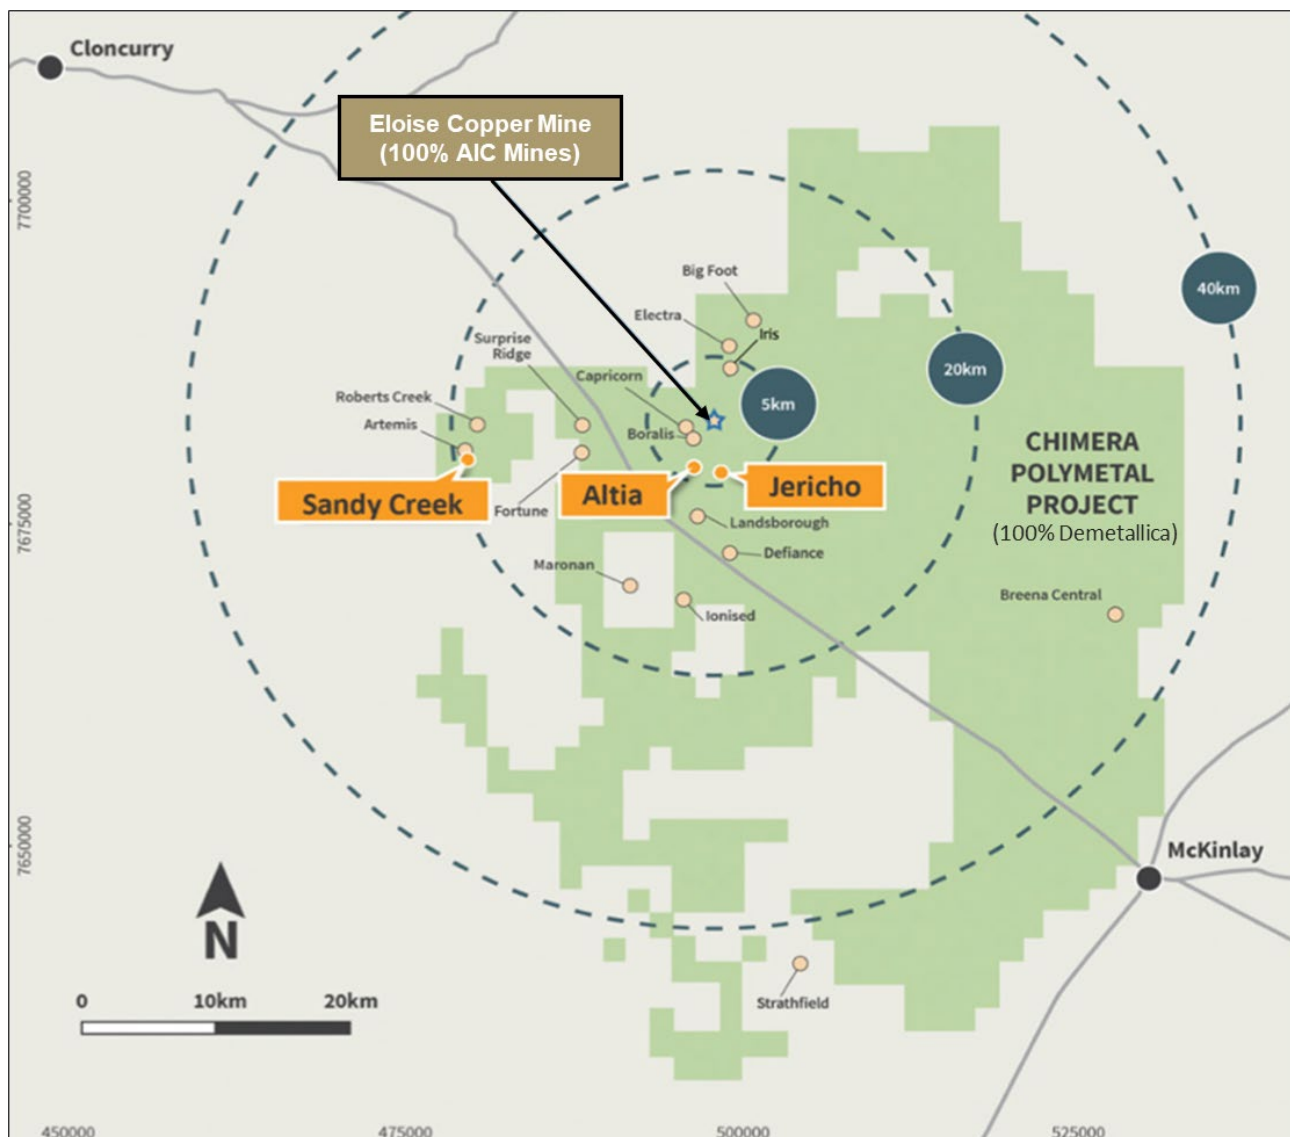 Cloncurry
Eloise Copper Mine
(100% AIC Mines)
7700000
Big Foot
40km
Electra
Iris
Surprise
Ridge
20km
Capricorn
Roberts Creek
5km
Artemis
Boralis
CHIMERA
POLYMETAL
PROJECT
(100% Demetallica)
Sandy Creek
Fortune
Altia
Jericho
7675000
Landsborough
Defiance
Maronan
Breena Central
Ionised
7650000
McKinlay
N
0
10km
20km
Strathfield
450000
475000
500000
525000